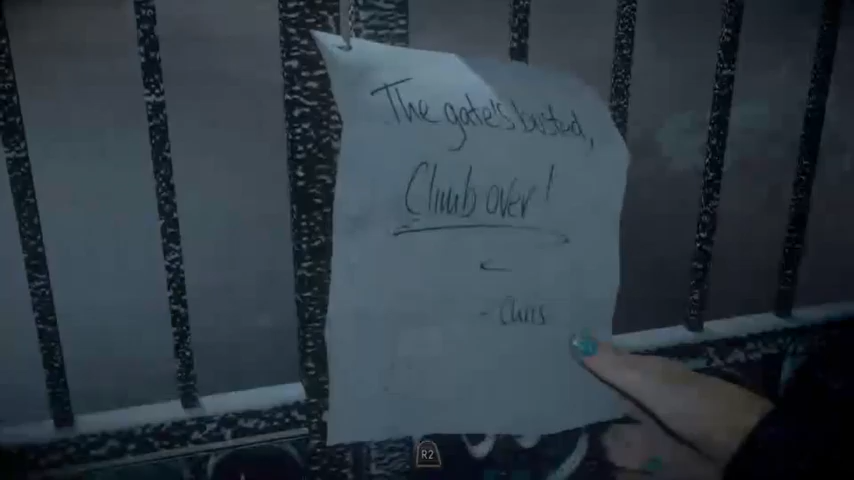 The gate's busted,
Climb over!
- Chris
R2